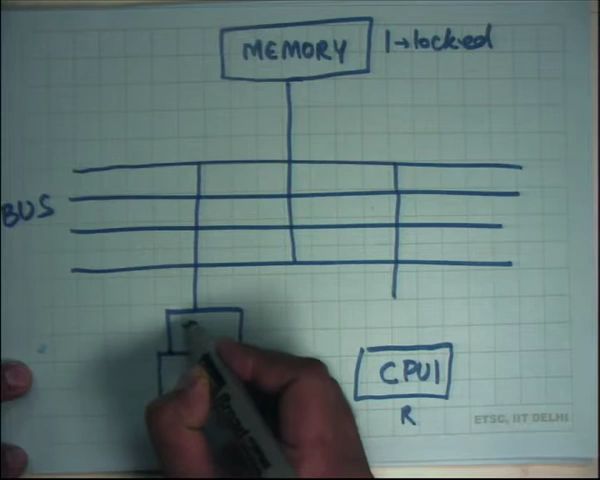 MEMORY 1→locked
BUS
CPU1
R
ETSC, IIT DELHI